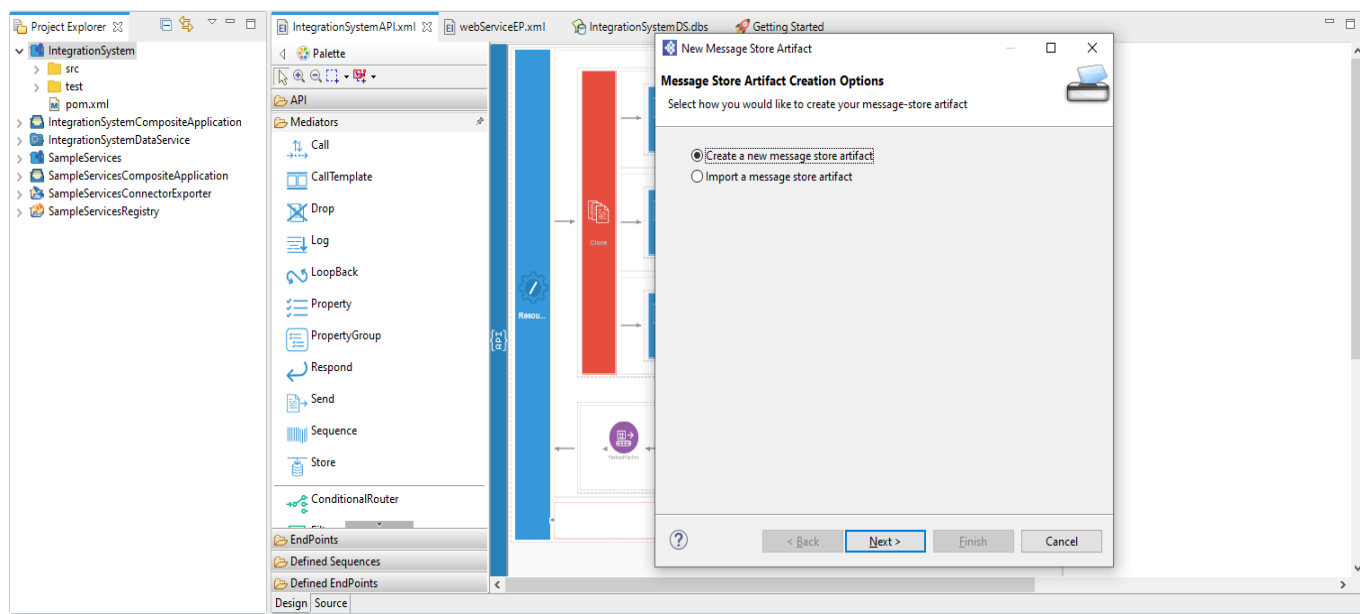 Project Explorer
IntegrationSystem
src
test
pom.xml
IntegrationSystemCompositeApplication
IntegrationSystemDataService
SampleServices
SampleServicesCompositeApplication
SampleServicesConnectorExporter
SampleServicesRegistry
IntegrationSystemAPI.xml
webServiceEP.xml
IntegrationSystemDS.dbs
Getting Started
Palette
API
Mediators
Call
CallTemplate
Drop
Log
LoopBack
Property
PropertyGroup
Respond
Send
Sequence
Store
ConditionalRouter
EndPoints
Defined Sequences
Defined EndPoints
Design Source
{API}
Resou...
Clone
PayloadFactory
New Message Store Artifact
Message Store Artifact Creation Options
Select how you would like to create your message-store artifact
Create a new message store artifact
Import a message store artifact
?
< Back
Next >
Finish
Cancel